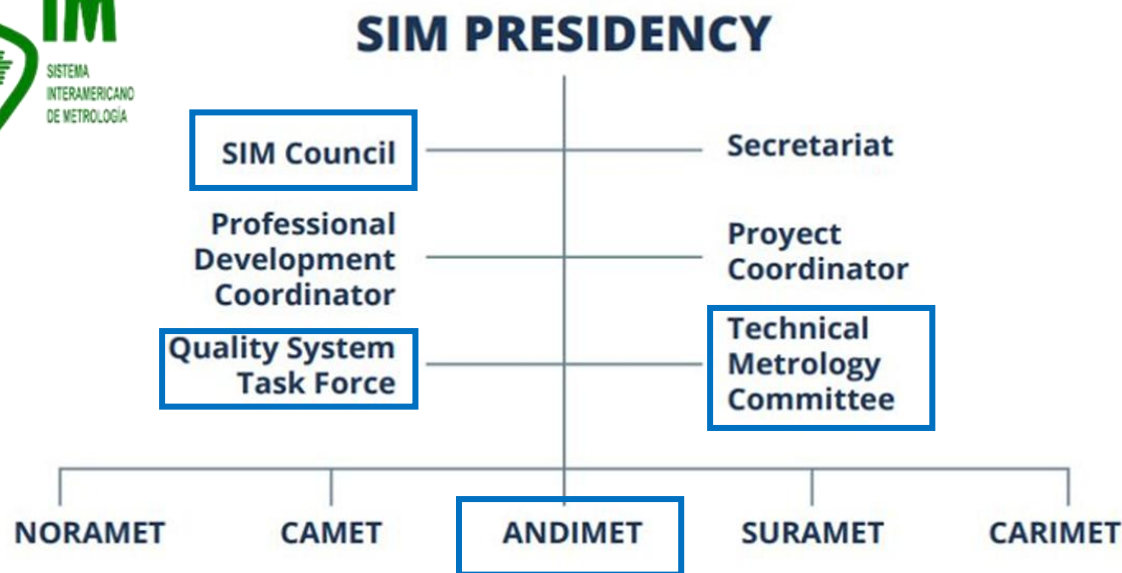 IM
SISTEMA
INTERAMERICANO
DE METROLOGÍA
SIM PRESIDENCY
SIM Council
Secretariat
Professional
Development
Coordinator
Proyect
Coordinator
Quality System
Task Force
Technical
Metrology
Committee
NORAMET
CAMET
ANDIMET
SURAMET
CARIMET